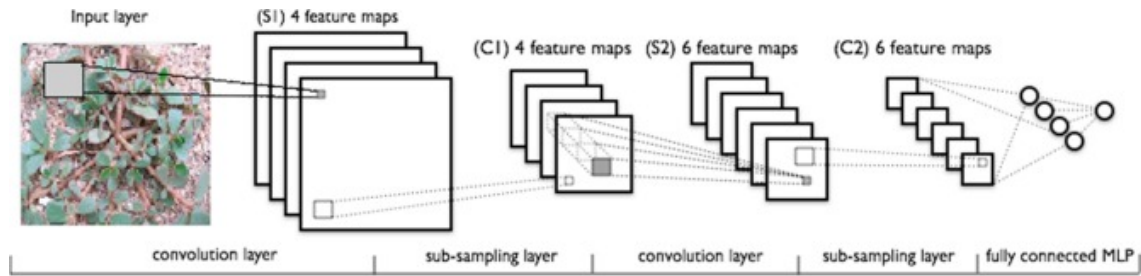 Input layer
(S1) 4 feature maps
(C1) 4 feature maps
(S2) 6 feature maps
(C2) 6 feature maps
convolution layer
sub-sampling layer
convolution layer
sub-sampling layer
fully connected MLP